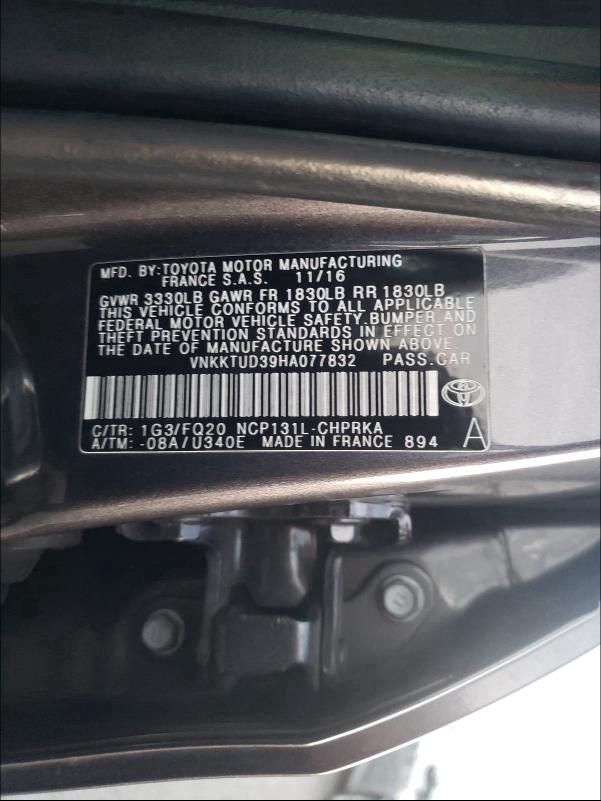 MFD. BY:TOYOTA MOTOR MANUFACTURING
FRANCE S.A.S. 11/16
GVWR 3330LB GAWR FR 1830LB RR 1830LB
THIS VEHICLE CONFORMS TO ALL APPLICABLE
FEDERAL MOTOR VEHICLE SAFETY,BUMPER,AND
THEFT PREVENTION STANDARDS IN EFFECT ON
THE DATE OF MANUFACTURE SHOWN ABOVE.
VNKKTUD39HA077832 PASS.CAR
C/TR: 1G3/FQ20 NCP131L-CHPRKA
A/TM: -08A/U340E MADE IN FRANCE 894 A